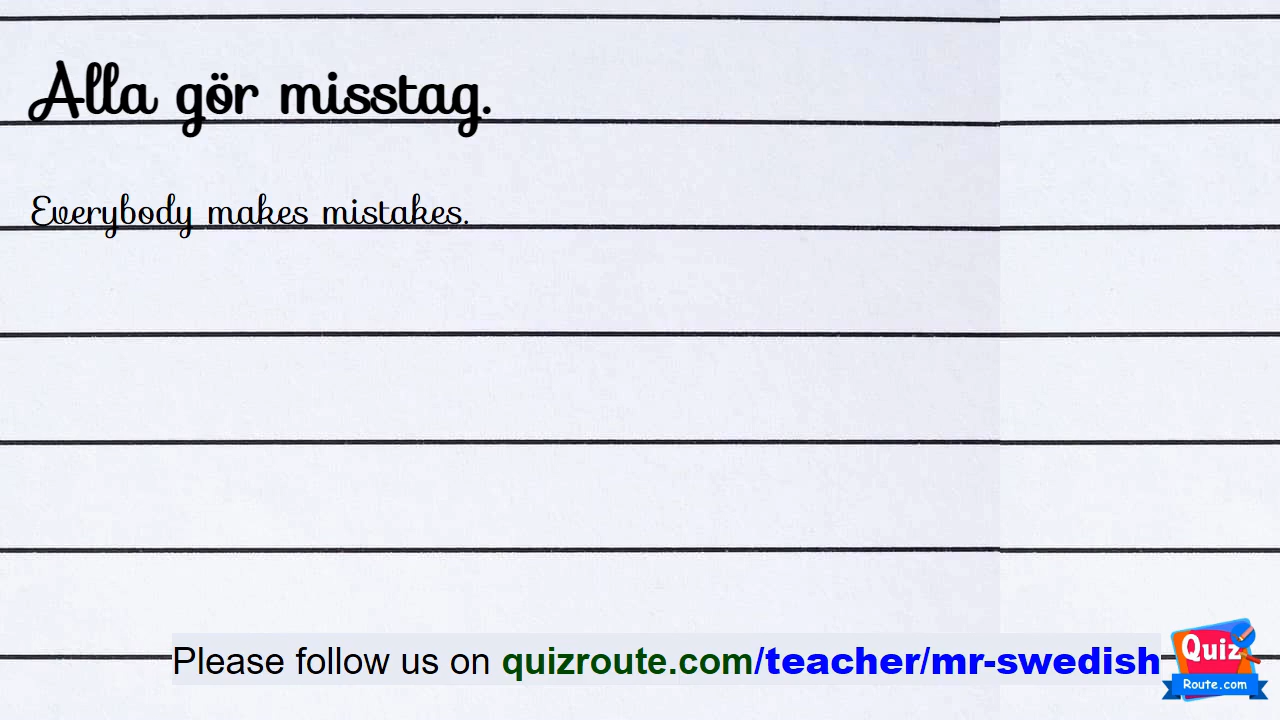 Alla gör misstag.
Everybody makes mistakes.
Please follow us on quizroute.com/teacher/mr-swedish
Quiz
Route.com